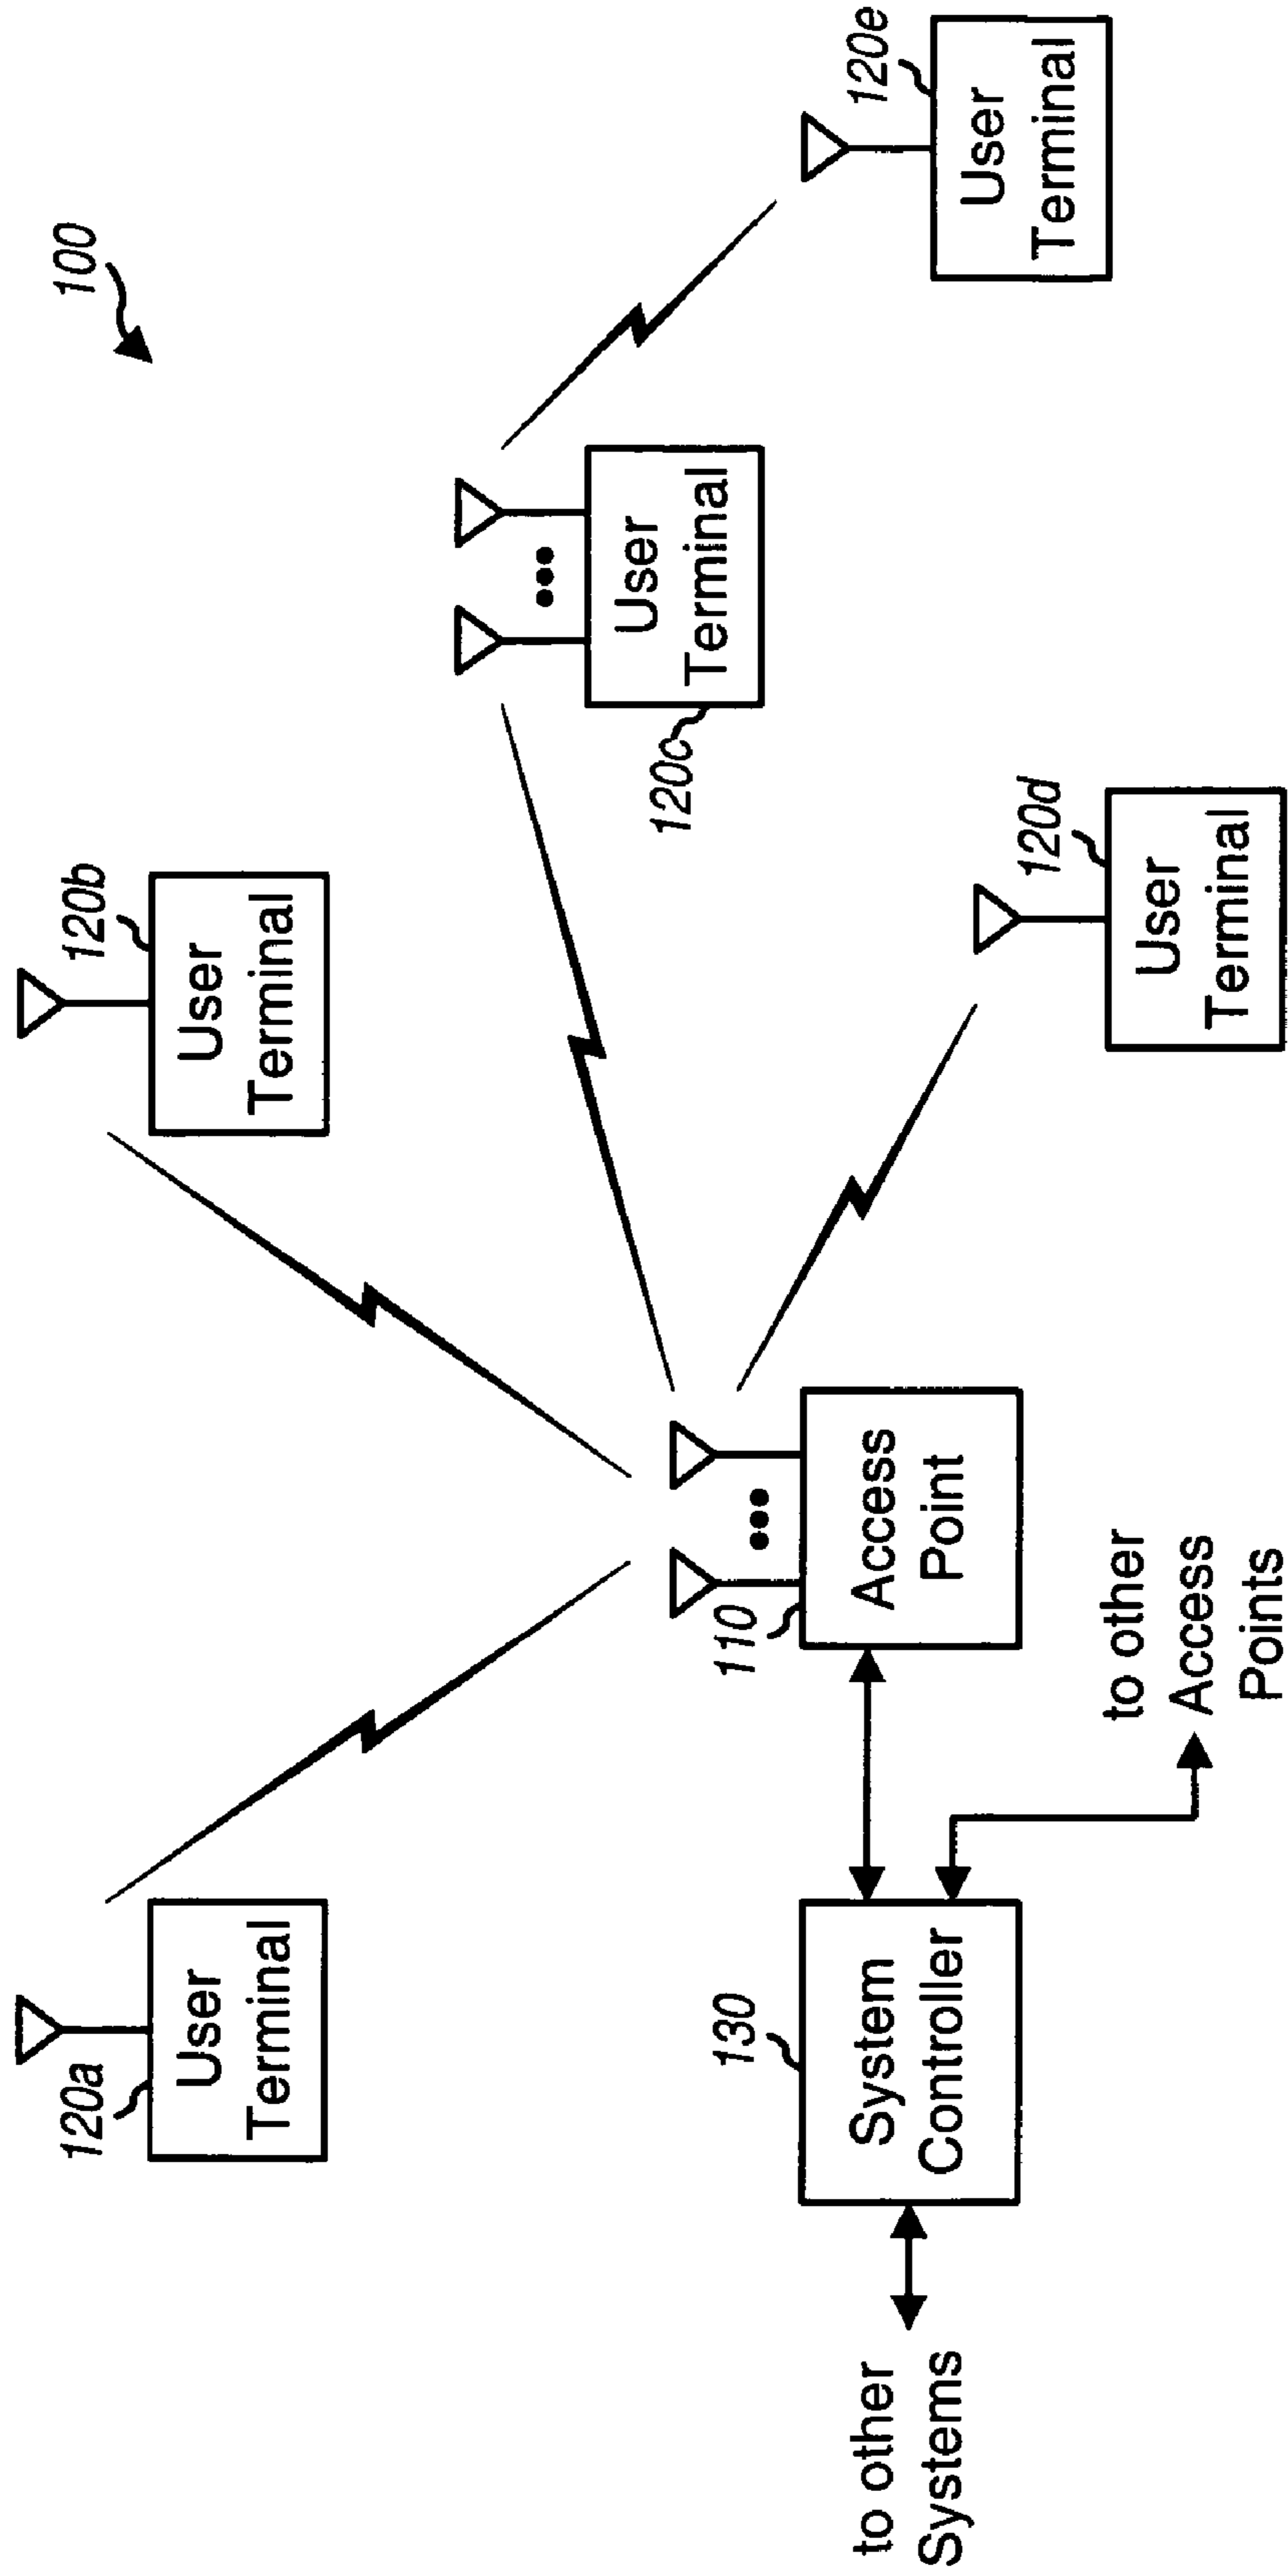 100
120a
User
Terminal
120b
User
Terminal
120c
User
Terminal
120e
User
Terminal
120d
User
Terminal
110
Access
Point
130
System
Controller
to other
Systems
to other
Access
Points